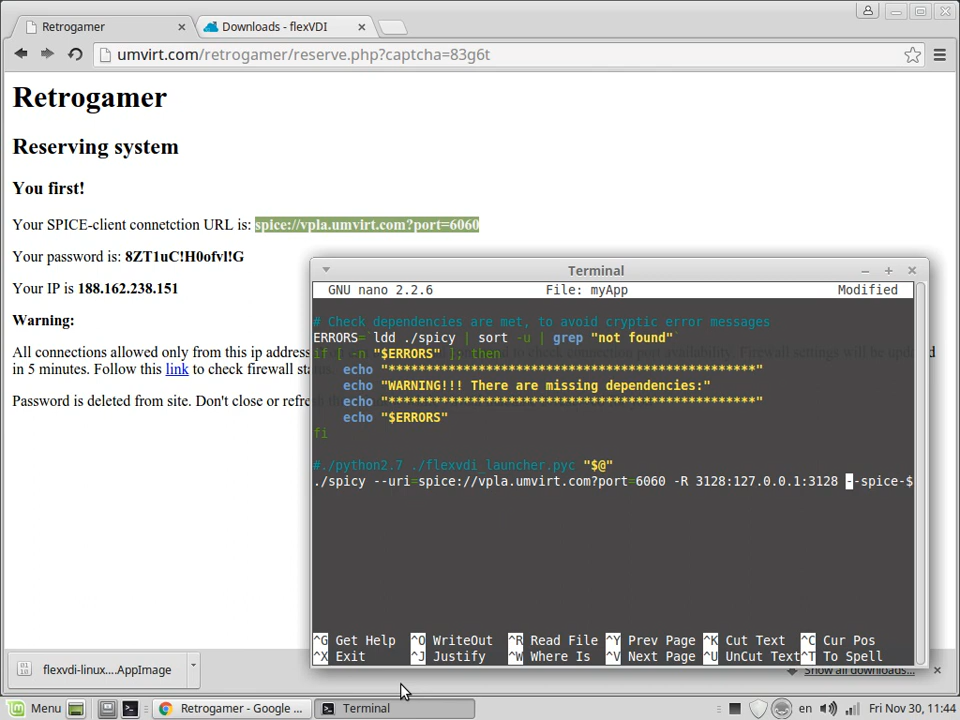 Retrogamer
Downloads - flexVDI
umvirt.com/retrogamer/reserve.php?captcha=83g6t
Retrogamer
Reserving system
You first!
Your SPICE-client connetction URL is: spice://vpla.umvirt.com?port=6060
Your password is: 8ZT1uC!H0ofvl!G
Your IP is 188.162.238.151
Warning:
All connections allowed only from this ip address
in 5 minutes. Follow this link to check firewall sta
Password is deleted from site. Don't close or refre
Terminal
GNU nano 2.2.6 File: myApp Modified
# Check dependencies are met, to avoid cryptic error messages
ERRORS=`ldd ./spicy | sort -u | grep "not found"`
if [ -n "$ERRORS" ]; then
echo "*************************************************"
echo "WARNING!!! There are missing dependencies:"
echo "*************************************************"
echo "$ERRORS"
fi
#./python2.7 ./flexvdi_launcher.pyc "$@"
./spicy --uri=spice://vpla.umvirt.com?port=6060 -R 3128:127.0.0.1:3128 --spice-$
^G Get Help ^O WriteOut ^R Read File ^Y Prev Page ^K Cut Text ^C Cur Pos
^X Exit ^J Justify ^W Where Is ^V Next Page ^U UnCut Text ^T To Spell
flexvdi-linux....AppImage
Show all downloads...
Menu
Retrogamer - Google ...
Terminal
en
Fri Nov 30, 11:44